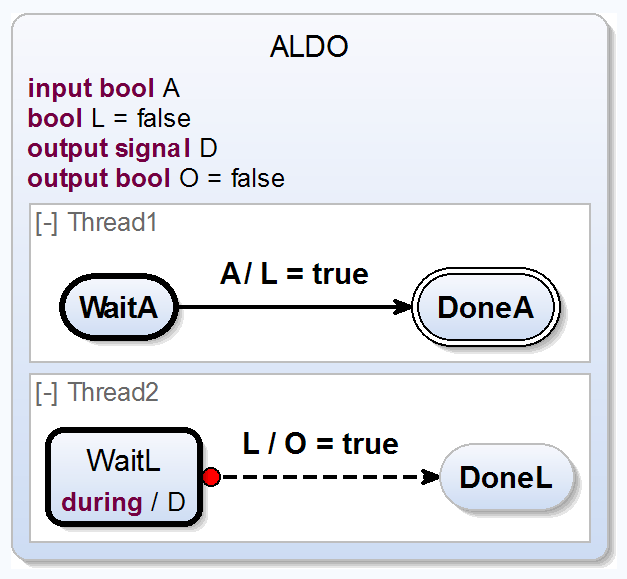 ALDO
input bool A
bool L = false
output signal D
output bool O = false
[-] Thread1
A / L = true
WaitA
DoneA
[-] Thread2
L / O = true
WaitL
during / D
DoneL